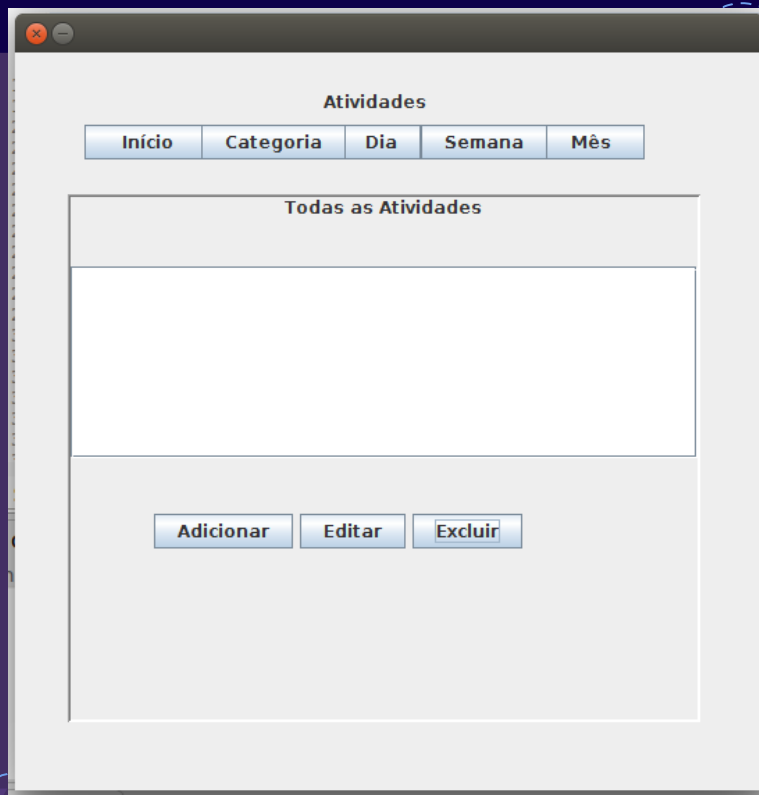 Atividades
Início Categoria Dia Semana Mês
Todas as Atividades
Adicionar Editar Excluir